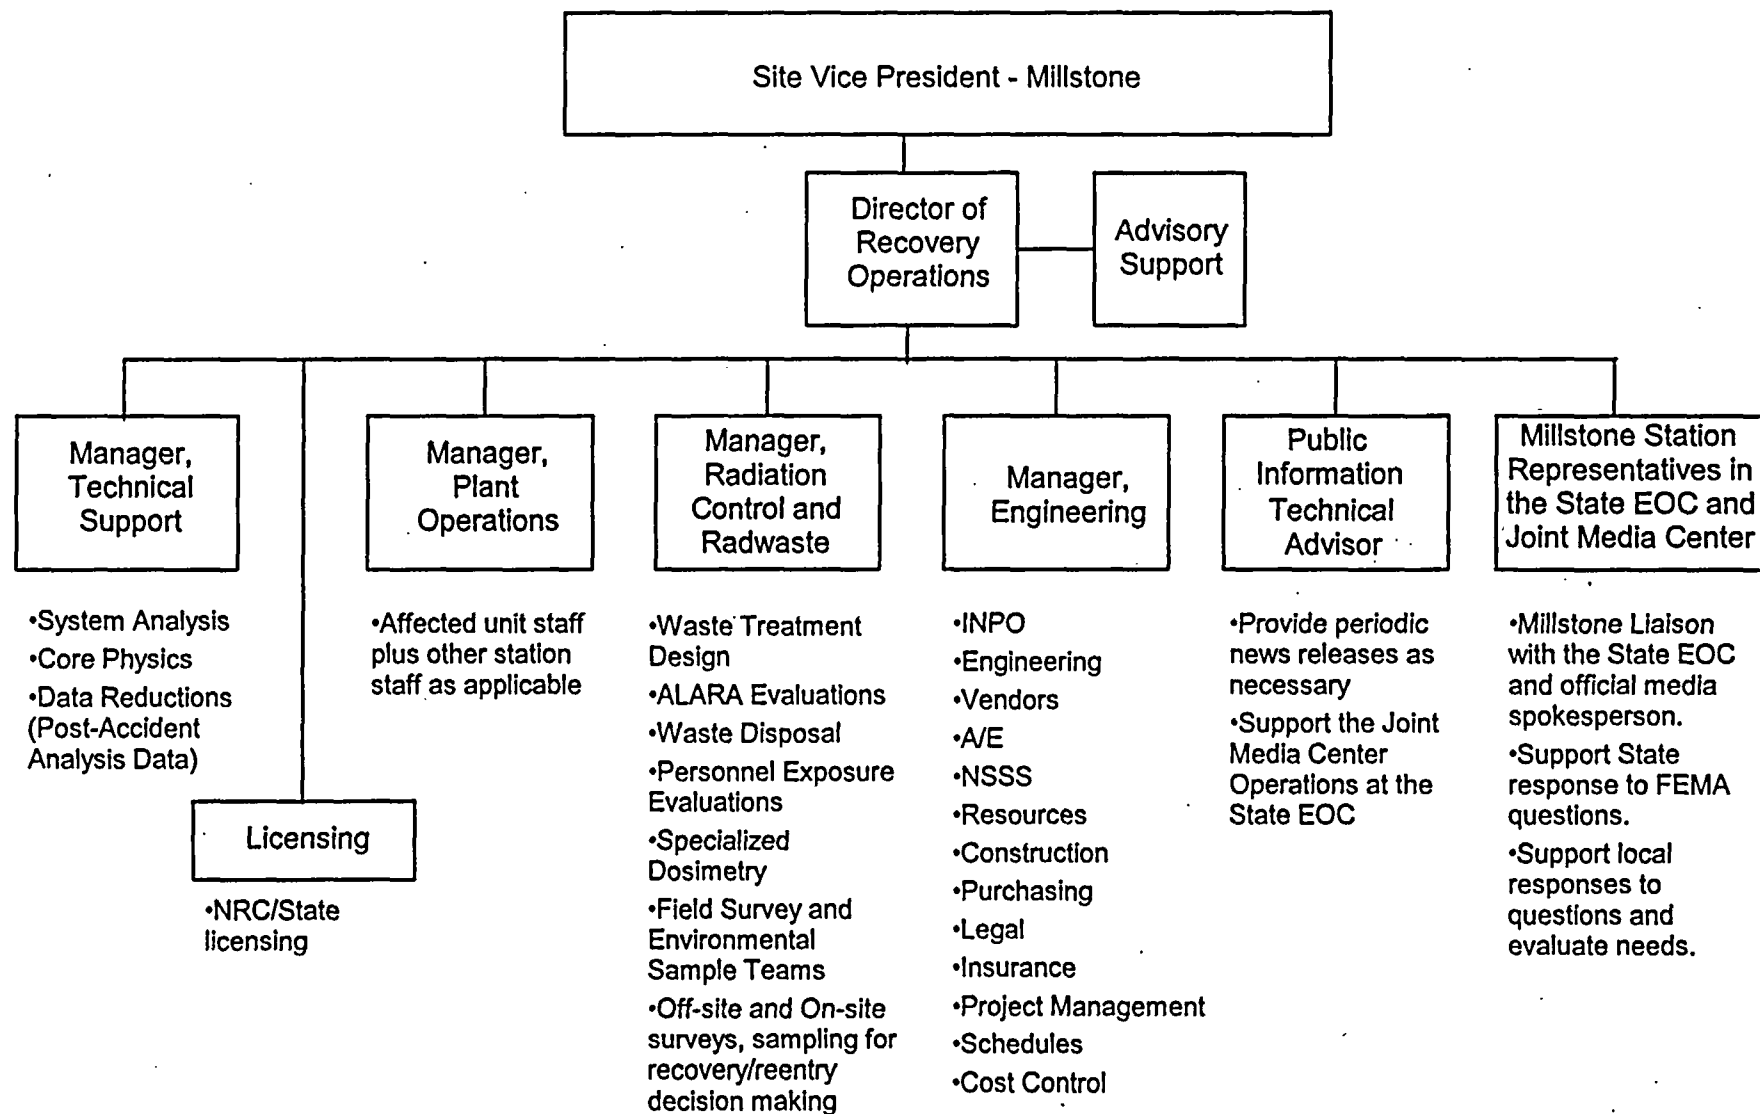 Site Vice President - Millstone
Director of
Recovery
Operations
Advisory
Support
Manager,
Technical
Support
Manager,
Plant
Operations
Manager,
Radiation
Control and
Radwaste
Manager,
Engineering
Public
Information
Technical
Advisor
Millstone Station
Representatives in
the State EOC and
Joint Media Center
•System Analysis
•Core Physics
•Data Reductions
(Post-Accident
Analysis Data)
Licensing
•NRC/State
licensing
•Affected unit staff
plus other station
staff as applicable
•Waste Treatment
Design
•ALARA Evaluations
•Waste Disposal
•Personnel Exposure
Evaluations
•Specialized
Dosimetry
•Field Survey and
Environmental
Sample Teams
•Off-site and On-site
surveys, sampling for
recovery/reentry
decision making
•INPO
•Engineering
•Vendors
•A/E
•NSSS
•Resources
•Construction
•Purchasing
•Legal
•Insurance
•Project Management
•Schedules
•Cost Control
•Provide periodic
news releases as
necessary
•Support the Joint
Media Center
Operations at the
State EOC
•Millstone Liaison
with the State EOC
and official media
spokesperson.
•Support State
response to FEMA
questions.
•Support local
responses to
questions and
evaluate needs.